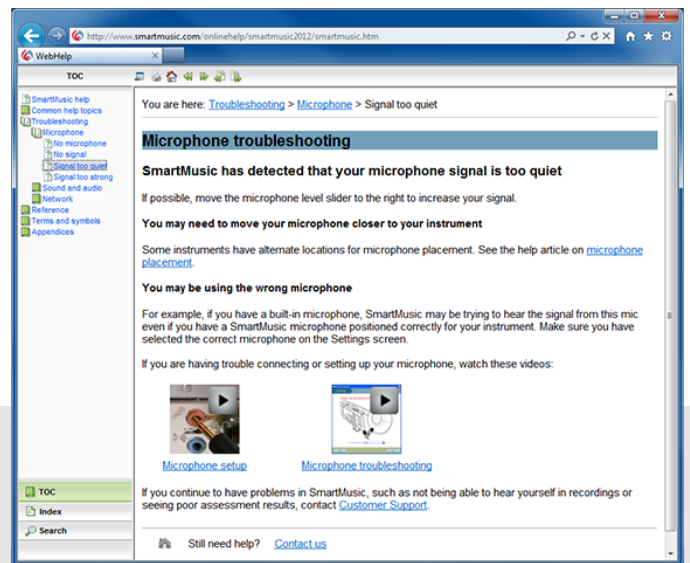 http://www.smartmusic.com/onlinehelp/smartmusic2012/smartmusic.htm
WebHelp
TOC
SmartMusic help
Common help topics
Troubleshooting
Microphone
No microphone
No signal
Signal too quiet
Signal too strong
Sound and audio
Network
Reference
Terms and symbols
Appendices
TOC
Index
Search
You are here: Troubleshooting > Microphone > Signal too quiet
Microphone troubleshooting
SmartMusic has detected that your microphone signal is too quiet
If possible, move the microphone level slider to the right to increase your signal.
You may need to move your microphone closer to your instrument
Some instruments have alternate locations for microphone placement. See the help article on microphone
placement.
You may be using the wrong microphone
For example, if you have a built-in microphone, SmartMusic may be trying to hear the signal from this mic
even if you have a SmartMusic microphone positioned correctly for your instrument. Make sure you have
selected the correct microphone on the Settings screen.
If you are having trouble connecting or setting up your microphone, watch these videos:
Microphone setup
Microphone troubleshooting
If you continue to have problems in SmartMusic, such as not being able to hear yourself in recordings or
seeing poor assessment results, contact Customer Support.
Still need help? Contact us